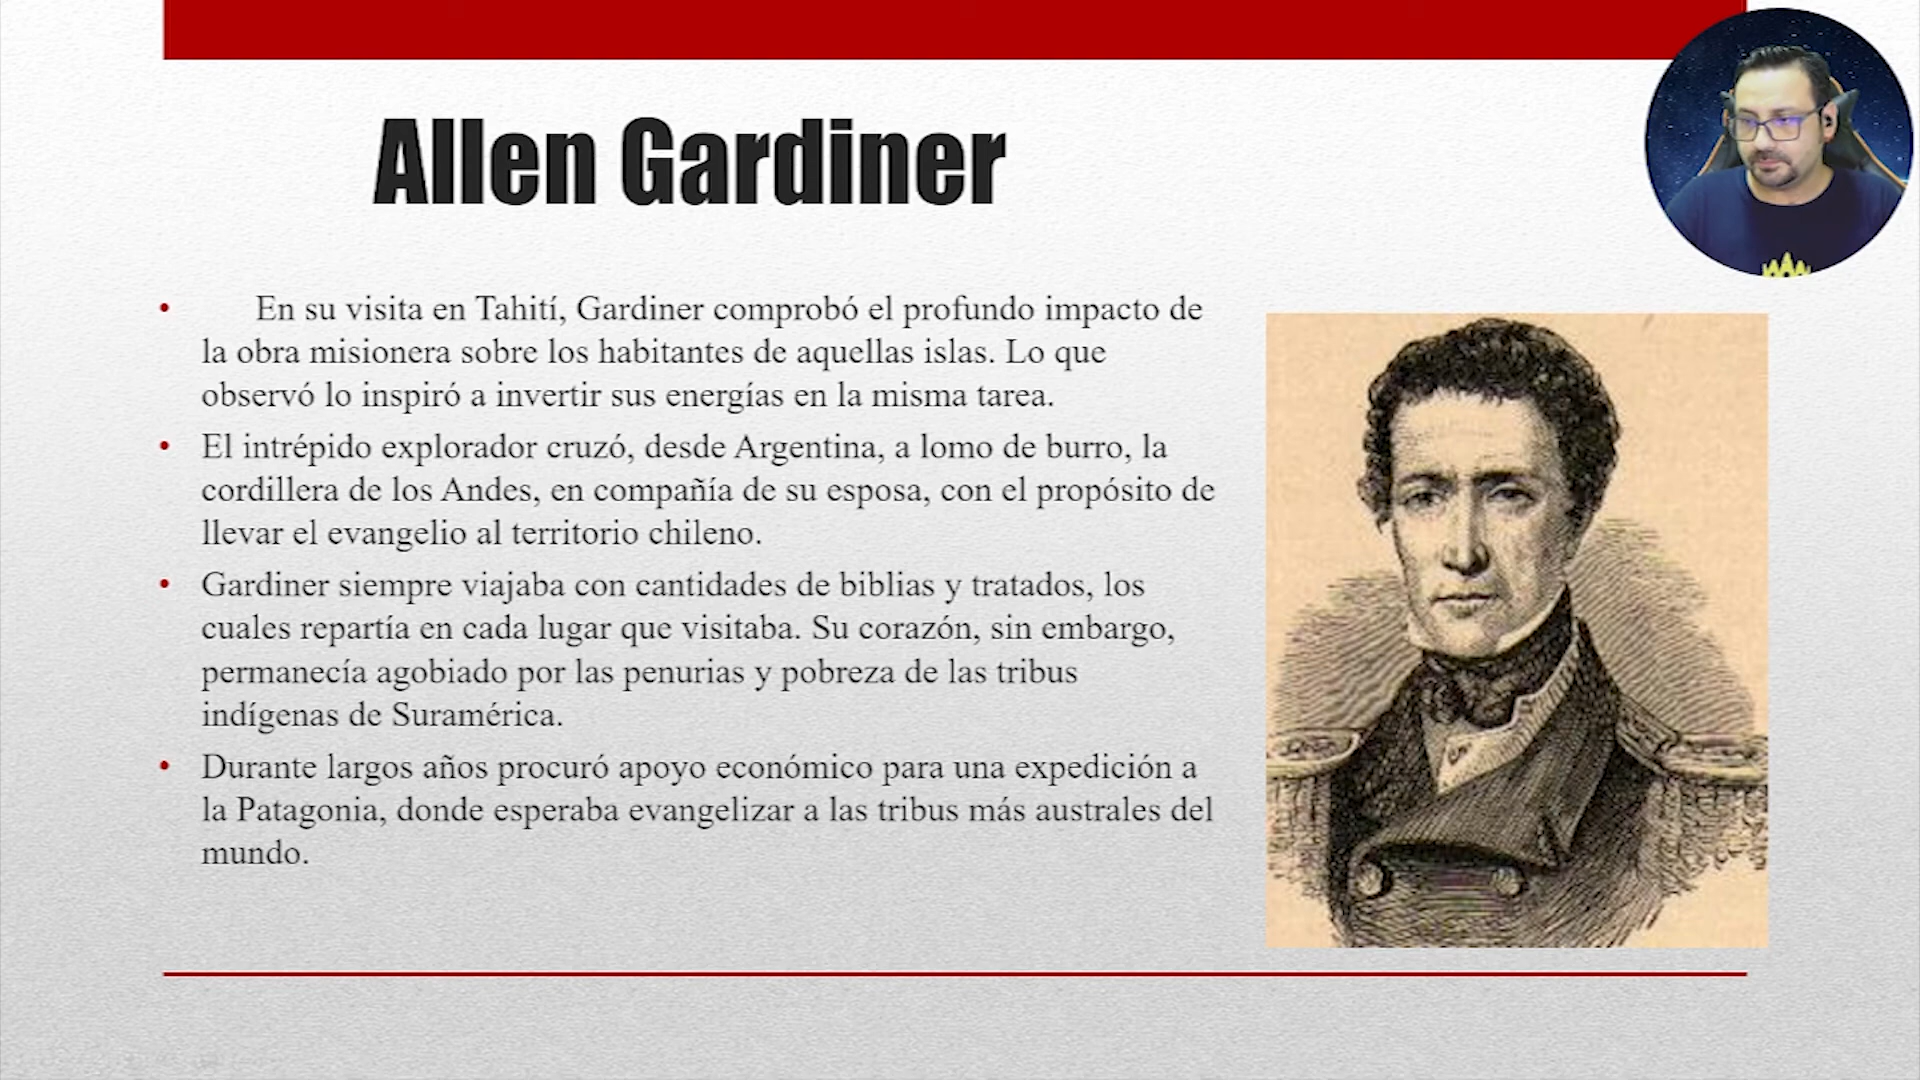 Allen Gardiner
• En su visita en Tahití, Gardiner comprobó el profundo impacto de
la obra misionera sobre los habitantes de aquellas islas. Lo que
observó lo inspiró a invertir sus energías en la misma tarea.
• El intrépido explorador cruzó, desde Argentina, a lomo de burro, la
cordillera de los Andes, en compañía de su esposa, con el propósito de
llevar el evangelio al territorio chileno.
• Gardiner siempre viajaba con cantidades de biblias y tratados, los
cuales repartía en cada lugar que visitaba. Su corazón, sin embargo,
permanecía agobiado por las penurias y pobreza de las tribus
indígenas de Suramérica.
• Durante largos años procuró apoyo económico para una expedición a
la Patagonia, donde esperaba evangelizar a las tribus más australes del
mundo.